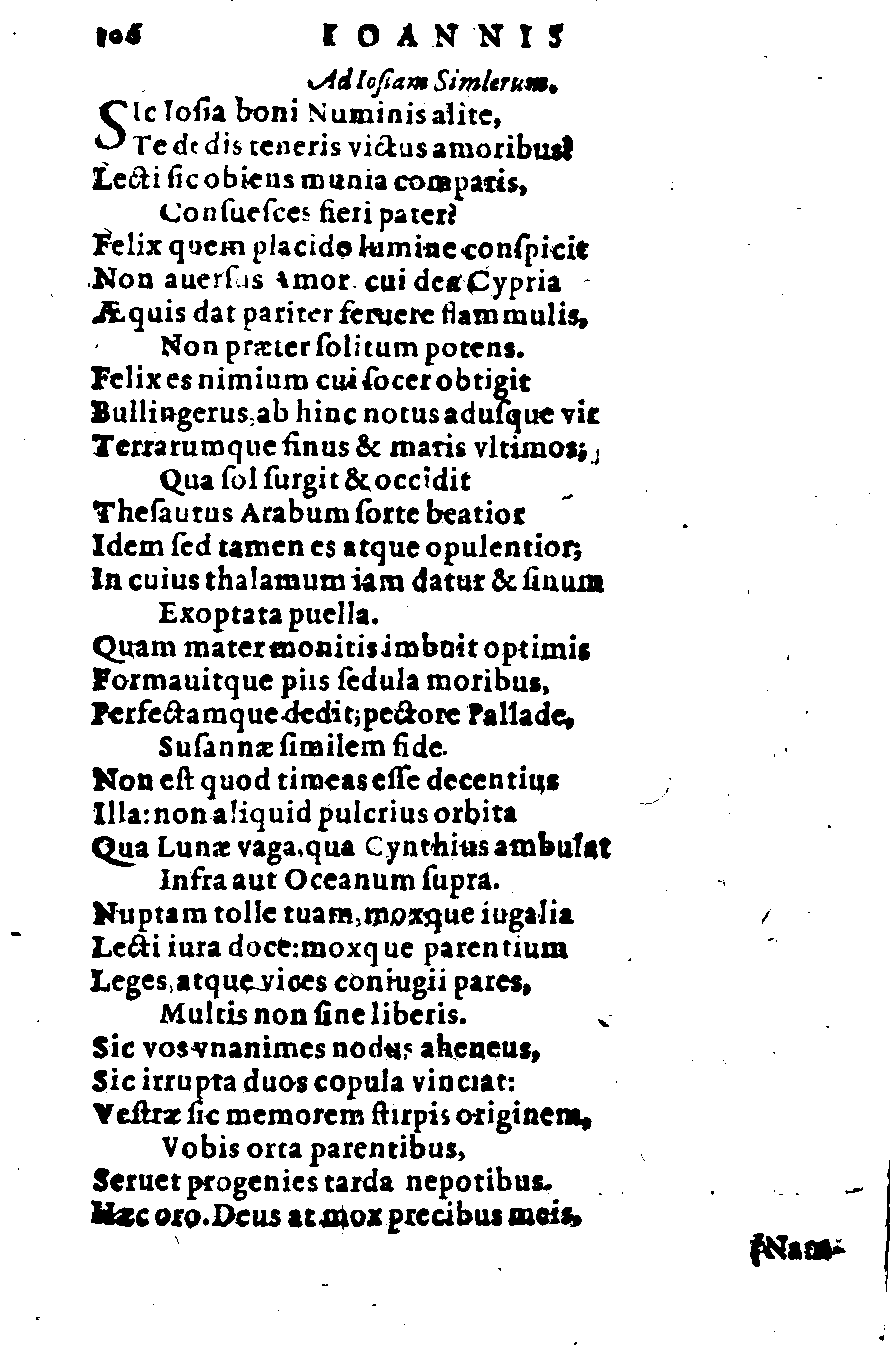 106 IOANNIS
Ad Iosiam Simlerum.
SIc Iosia boni Numinis alite,
Te dedis teneris victus amoribus?
Lecti sic obiens munia comparis,
Consuesces fieri pater?
Felix quem placido lumine conspicit
Non auersus Amor. cui dea Cypria
Æquis dat pariter feruere flammulis,
Non præter solitum potens.
Felix es nimium cui socer obtigit
Bullingerus, ab hinc notus adusque vit
Terrarumque sinus & maris vltimos;
Qua sol surgit & occidit
Thesaurus Arabum sorte beatior
Idem sed tamen es atque opulentior;
In cuius thalamum iam datur & sinum
Exoptata puella.
Quam mater monitis imbuit optimis
Formauitque piis sedula moribus,
Perfectamque dedit; pectore Pallade,
Susannæ similem fide.
Non est quod timeas esse decentius
Illa: non aliquid pulcrius orbita
Qua Lunæ vaga, qua Cynthius ambulat
Infra aut Oceanum supra.
Nuptam tolle tuam, moxque iugalia
Lecti iura doce: moxque parentium
Leges, atque vices coniugii pares,
Multis non sine liberis.
Sic vos vnanimes nodus aheneus,
Sic irrupta duos copula vinciat:
Vestræ sic memorem stirpis originem,
Vobis orta parentibus,
Seruet progenies tarda nepotibus.
Hæc oro. Deus at mox precibus meis,
Nam-